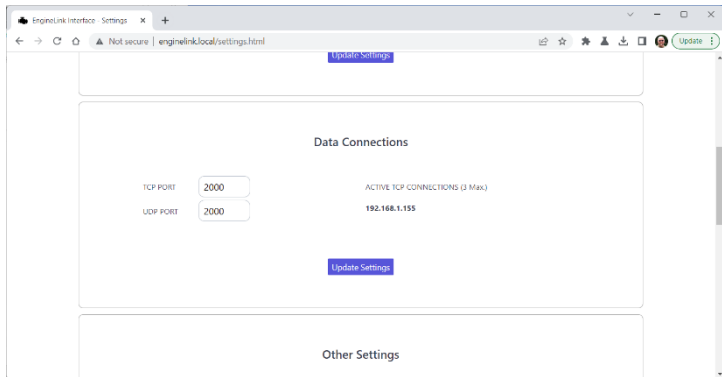 EngineLink Interface - Settings
Not secure | enginelink.local/settings.html
Update
Update Settings
Data Connections
TCP PORT 2000 ACTIVE TCP CONNECTIONS (3 Max.)
UDP PORT 2000 192.168.1.155
Update Settings
Other Settings